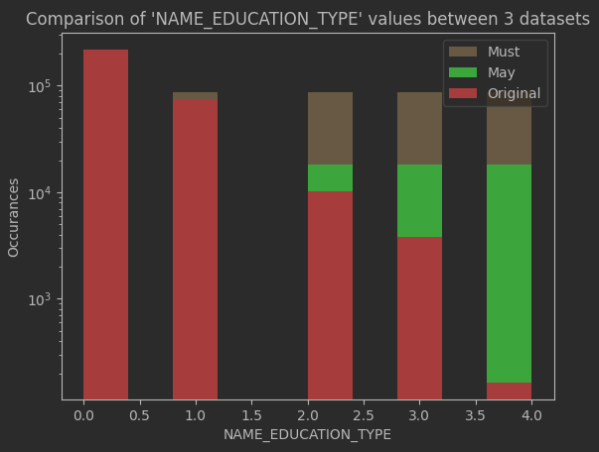 Comparison of 'NAME_EDUCATION_TYPE' values between 3 datasets
Must
May
Original
Occurances
10^5
10^4
10^3
0.0 0.5 1.0 1.5 2.0 2.5 3.0 3.5 4.0
NAME_EDUCATION_TYPE